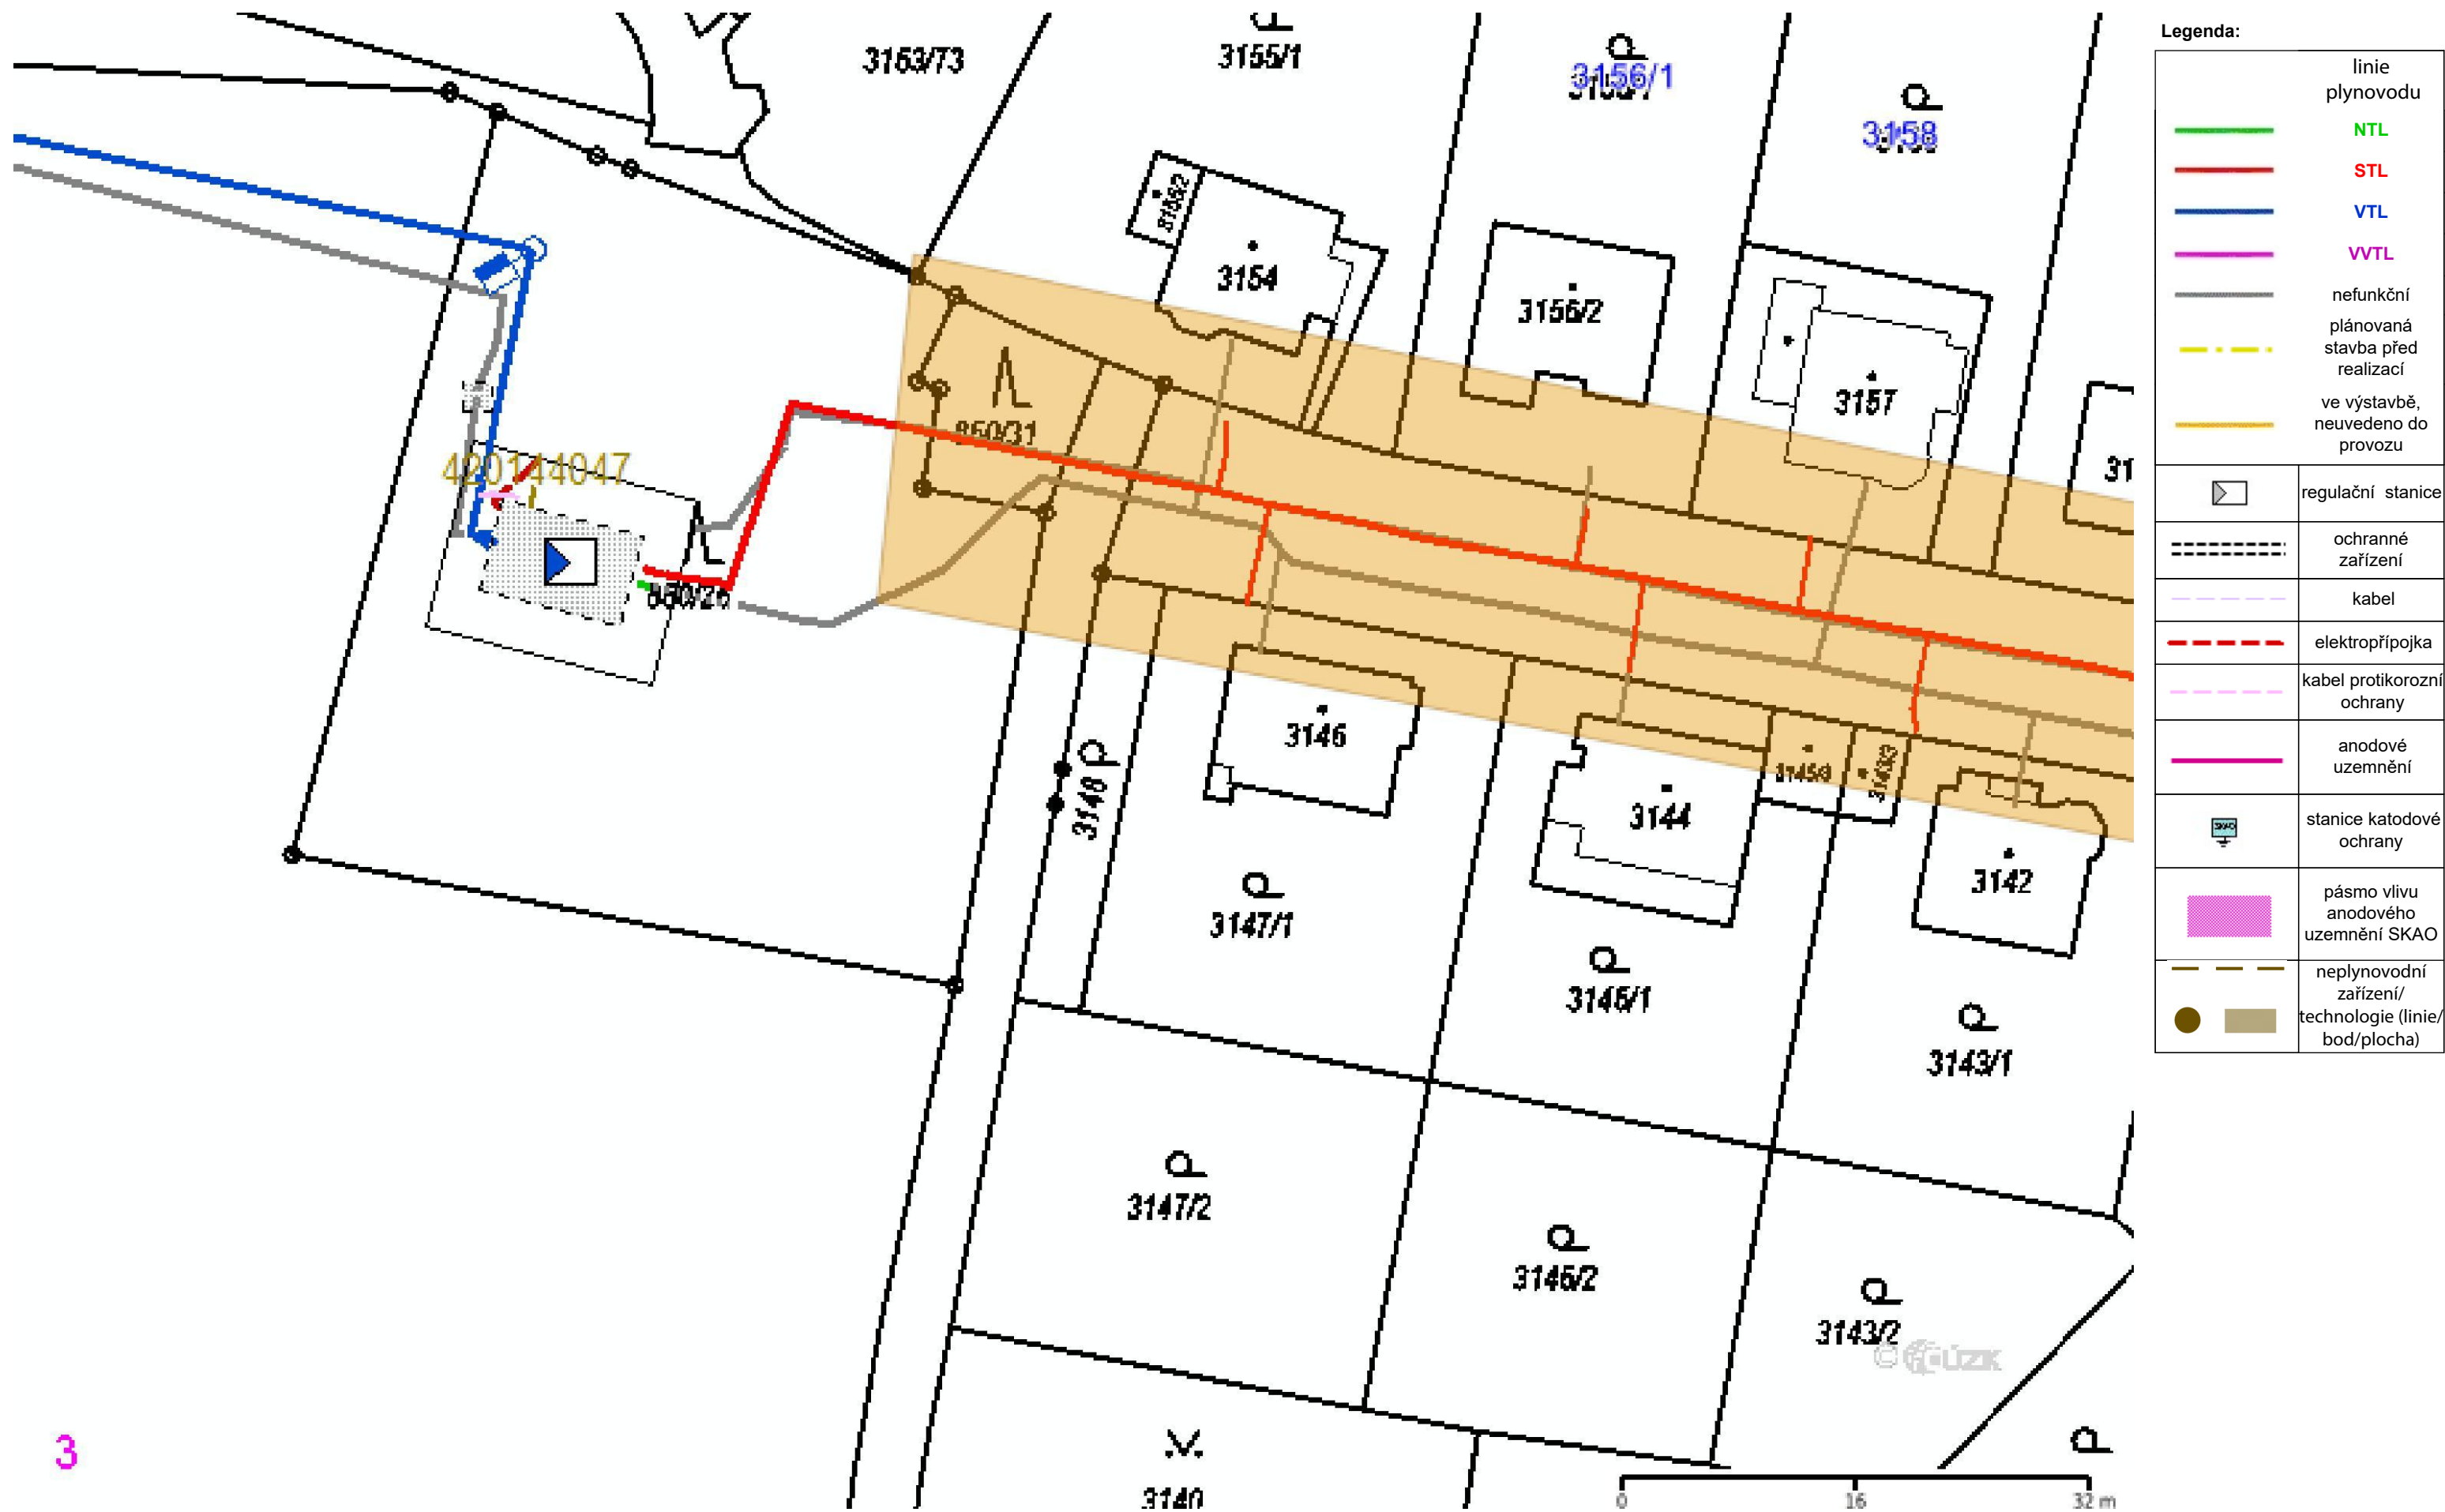 3153/73
3155/1
3156/1
3158
3155/2
3154
3156/2
3157
31
850/31
420144047
3146
3148
3144
3142
3147/1
3145/1
3143/1
3147/2
3145/2
3143/2
3140
3
0 16 32 m
Legenda:
linie
plynovodu
NTL
STL
VTL
VVTL
nefunkční
plánovaná
stavba před
realizací
ve výstavbě,
neuvedeno do
provozu
regulační stanice
ochranné
zařízení
kabel
elektropřípojka
kabel protikorozní
ochrany
anodové
uzemnění
SKAO
stanice katodové
ochrany
pásmo vlivu
anodového
uzemnění SKAO
neplynovodní
zařízení/
technologie (linie/
bod/plocha)